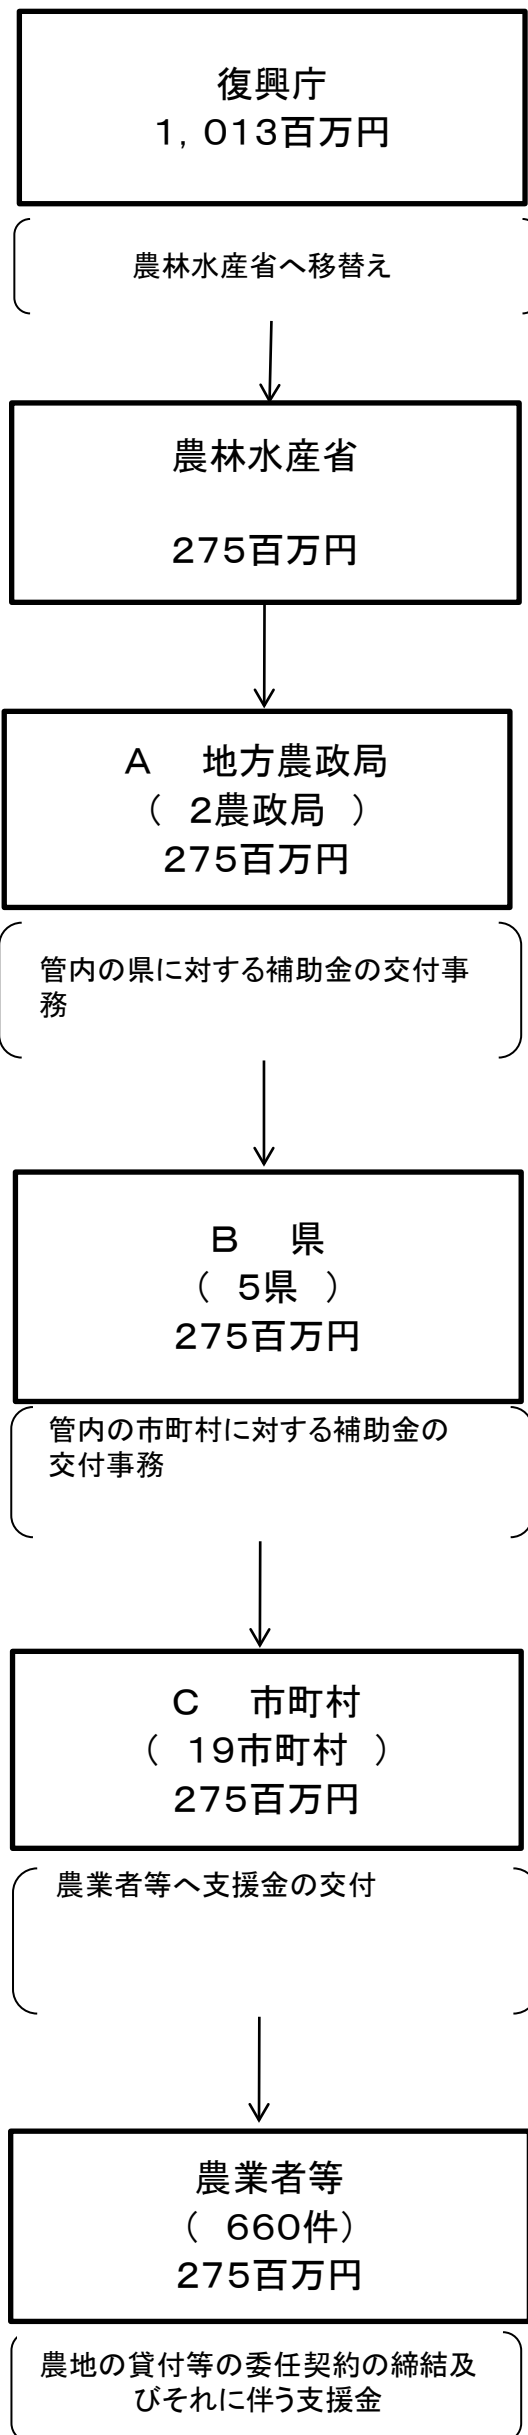 復興庁
1，013百万円
農林水産省へ移替え
農林水産省
275百万円
A　地方農政局
（　2農政局　）
275百万円
管内の県に対する補助金の交付事
務
B　県
（　5県　）
275百万円
管内の市町村に対する補助金の
交付事務
C　市町村
（　19市町村　）
275百万円
農業者等へ支援金の交付
農業者等
（　660件）
275百万円
農地の貸付等の委任契約の締結及
びそれに伴う支援金